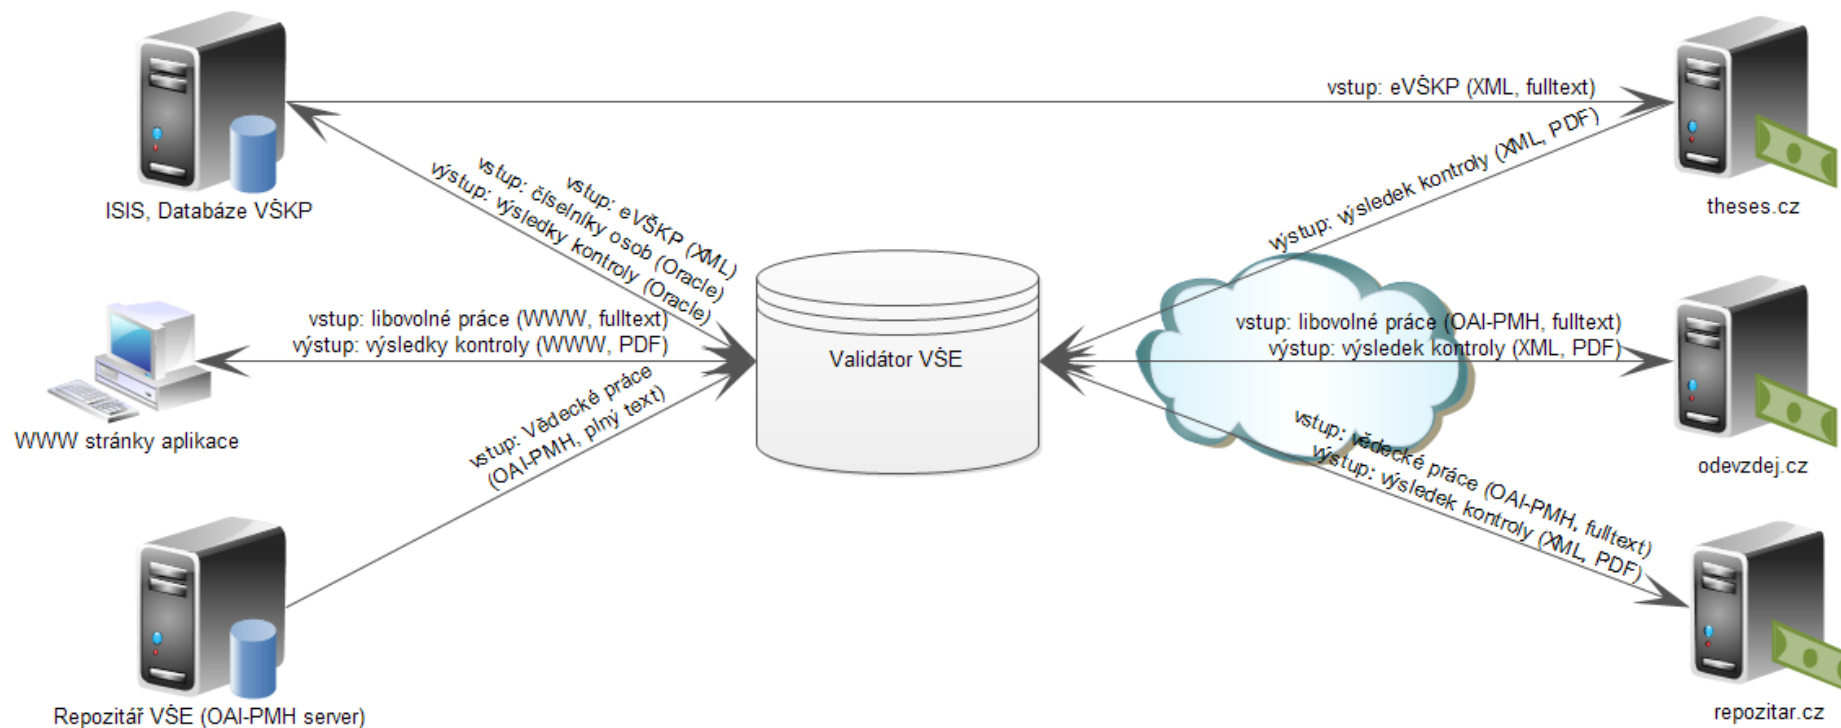 vstup: eVŠKP (XML, fulltext)
výstup: výsledek kontroly (XML, PDF)
ISIS, Databáze VŠKP
theses.cz
vstup: eVŠKP (XML)
vstup: číselníky osob (Oracle)
výstup: výsledky kontroly (Oracle)
vstup: libovolné práce (WWW, fulltext)
výstup: výsledky kontroly (WWW, PDF)
Validátor VŠE
vstup: libovolné práce (OAI-PMH, fulltext)
výstup: výsledek kontroly (XML, PDF)
WWW stránky aplikace
odevzdej.cz
vstup: Vědecké práce
(OAI-PMH, plný text)
vstup: vědecké práce (OAI-PMH, fulltext)
výstup: výsledek kontroly (XML, PDF)
Repozitář VŠE (OAI-PMH server)
repozitar.cz